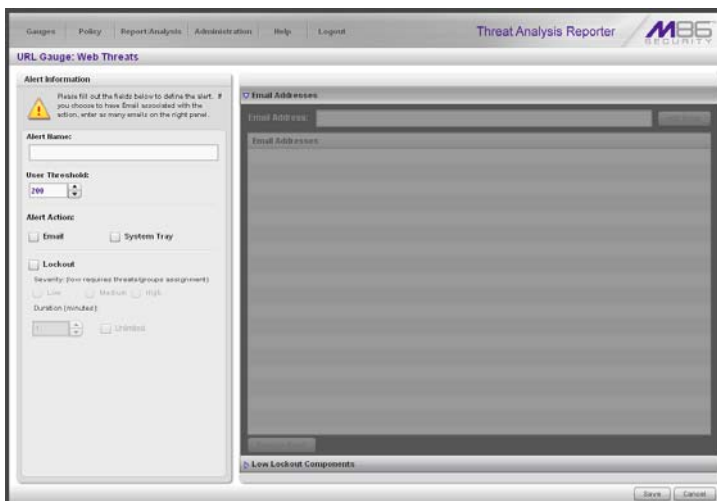 Gauges Policy Report/Analysis Administration Help Logout
Threat Analysis Reporter
M86 SECURITY
URL Gauge: Web Threats
Alert Information
Please fill out the fields below to define the alert. If
you choose to have Email associated with the
action, enter as many emails on the right panel.
Alert Name:
User Threshold:
200
Alert Action:
Email System Tray
Lockout
Severity: (low requires threats/groups assignment)
Low Medium High
Duration (minutes):
Unlimited
Email Addresses
Email Address:
Email Addresses
Low Lockout Components
Save Cancel